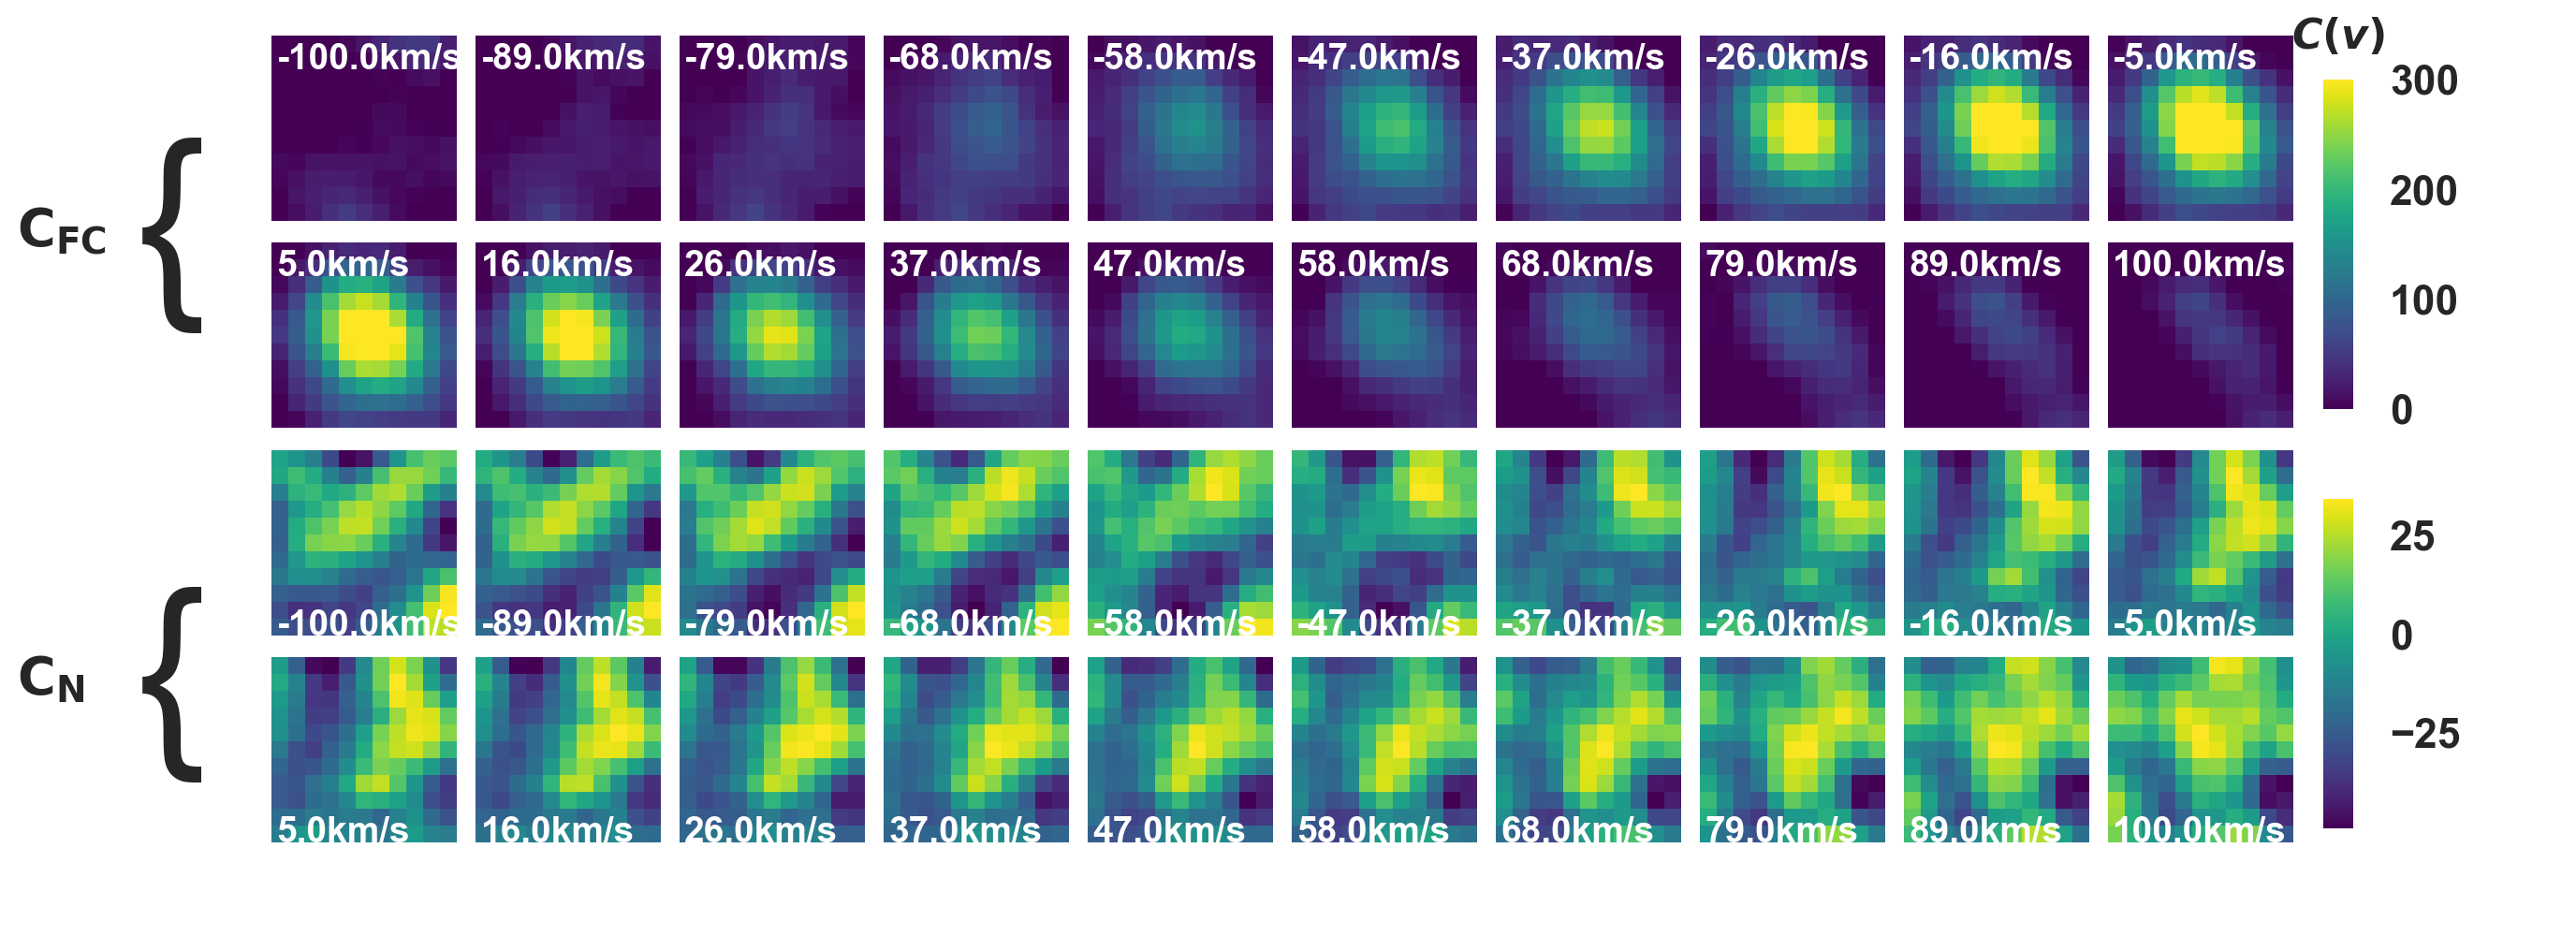 C(v)
-100.0km/s -89.0km/s -79.0km/s -68.0km/s -58.0km/s -47.0km/s -37.0km/s -26.0km/s -16.0km/s -5.0km/s
300
200
100
0
C_FC {
5.0km/s 16.0km/s 26.0km/s 37.0km/s 47.0km/s 58.0km/s 68.0km/s 79.0km/s 89.0km/s 100.0km/s
-100.0km/s -89.0km/s -79.0km/s -68.0km/s -58.0km/s -47.0km/s -37.0km/s -26.0km/s -16.0km/s -5.0km/s
25
0
−25
C_N {
5.0km/s 16.0km/s 26.0km/s 37.0km/s 47.0km/s 58.0km/s 68.0km/s 79.0km/s 89.0km/s 100.0km/s